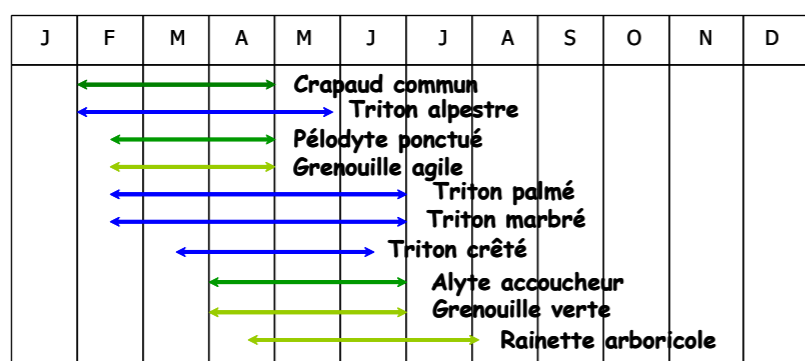 J F M A M J J A S O N D
Crapaud commun
Triton alpestre
Pélodyte ponctué
Grenouille agile
Triton palmé
Triton marbré
Triton crêté
Alyte accoucheur
Grenouille verte
Rainette arboricole